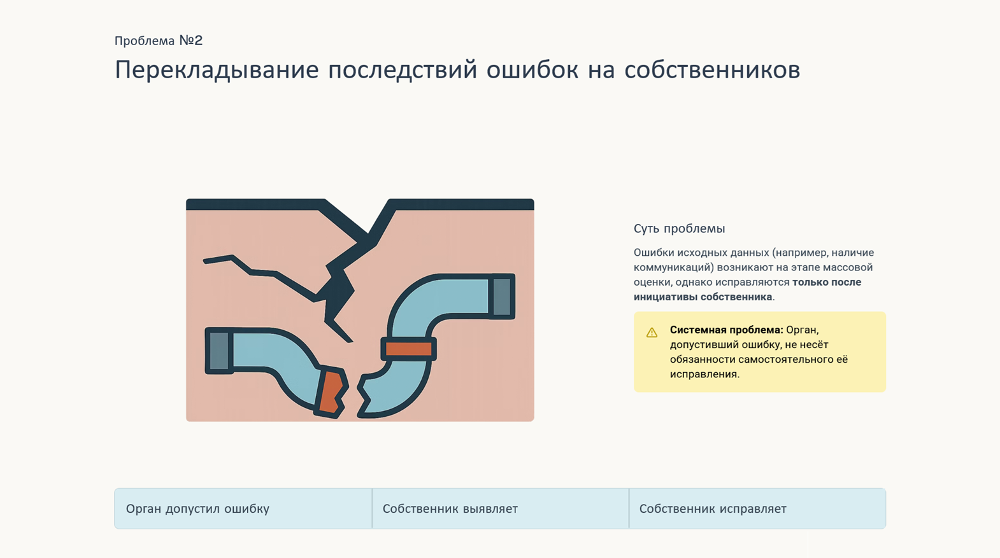 Проблема №2
Перекладывание последствий ошибок на собственников
Суть проблемы
Ошибки исходных данных (например, наличие
коммуникаций) возникают на этапе массовой
оценки, однако исправляются только после
инициативы собственника.
Системная проблема: Орган,
допустивший ошибку, не несёт
обязанности самостоятельного её
исправления.
Орган допустил ошибку
Собственник выявляет
Собственник исправляет